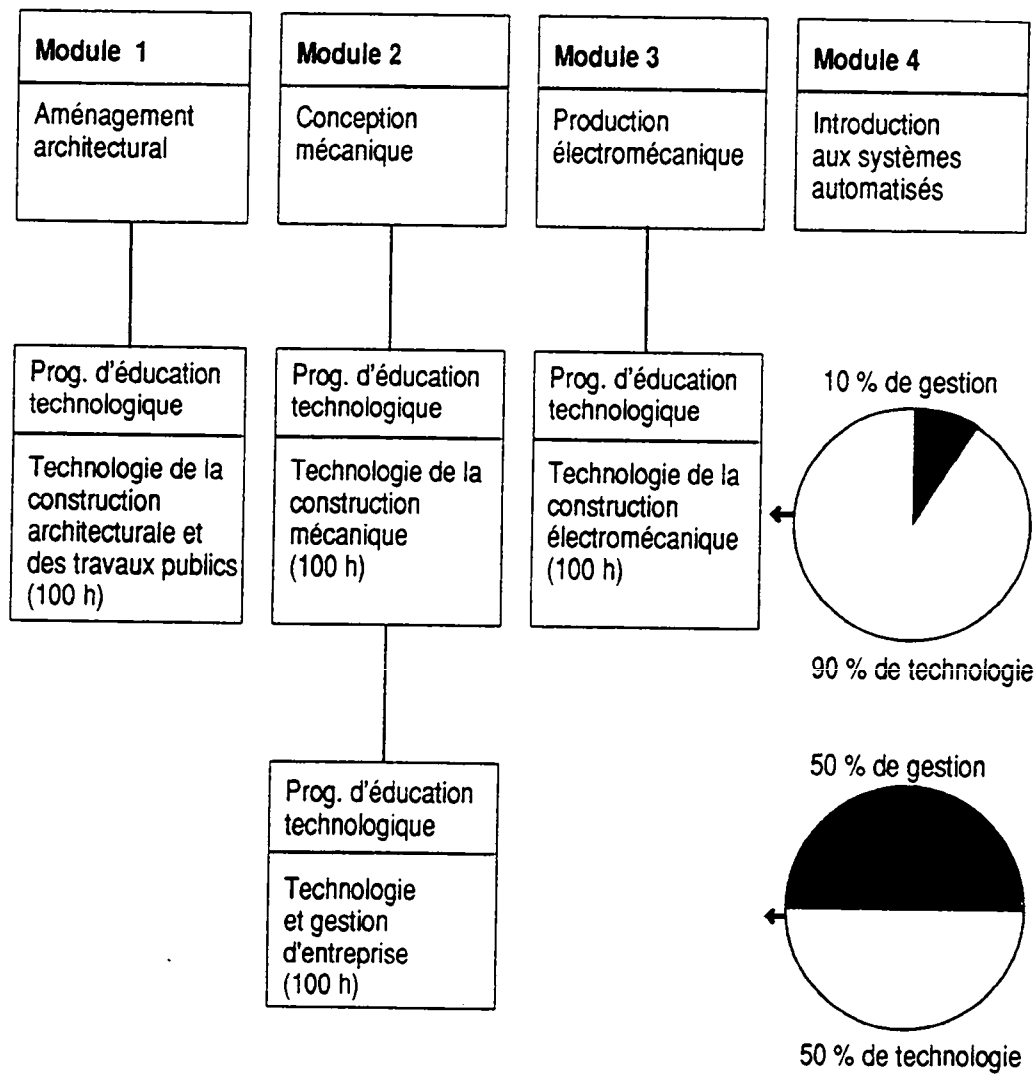 Module 1
Aménagement
architectural
Module 2
Conception
mécanique
Module 3
Production
électromécanique
Module 4
Introduction
aux systèmes
automatisés
Prog. d'éducation
technologique
Technologie de la
construction
architecturale et
des travaux publics
(100 h)
Prog. d'éducation
technologique
Technologie de la
construction
mécanique
(100 h)
Prog. d'éducation
technologique
Technologie de la
construction
électromécanique
(100 h)
10 % de gestion
90 % de technologie
Prog. d'éducation
technologique
Technologie
et gestion
d'entreprise
(100 h)
50 % de gestion
50 % de technologie